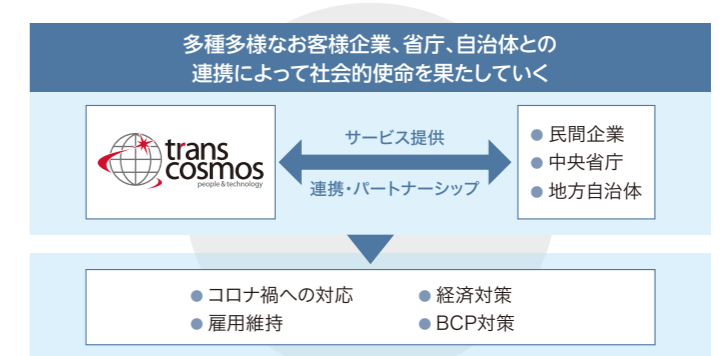 多種多様なお客様企業、省庁、自治体との
連携によって社会的使命を果たしていく
trans
cosmos
people & technology
サービス提供
連携・パートナーシップ
● 民間企業
● 中央省庁
● 地方自治体
● コロナ禍への対応
● 雇用維持
● 経済対策
● BCP対策